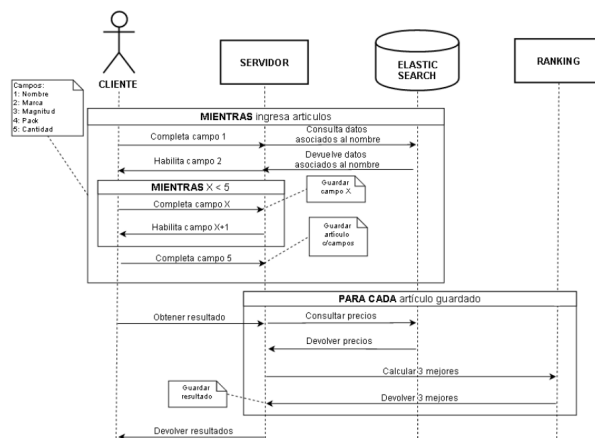 CLIENTE
SERVIDOR
ELASTIC
SEARCH
RANKING
Campos:
1: Nombre
2: Marca
3: Magnitud
4: Pack
5: Cantidad
MIENTRAS ingresa articulos
Completa campo 1
Consulta datos
asociados al nombre
Habilita campo 2
Devuelve datos
asociados al nombre
MIENTRAS X < 5
Guardar
campo X
Completa campo X
Habilita campo X+1
Guardar
artículo
c/campos
Completa campo 5
PARA CADA artículo guardado
Obtener resultado
Consultar precios
Devolver precios
Calcular 3 mejores
Guardar
resultado
Devolver 3 mejores
Devolver resultados